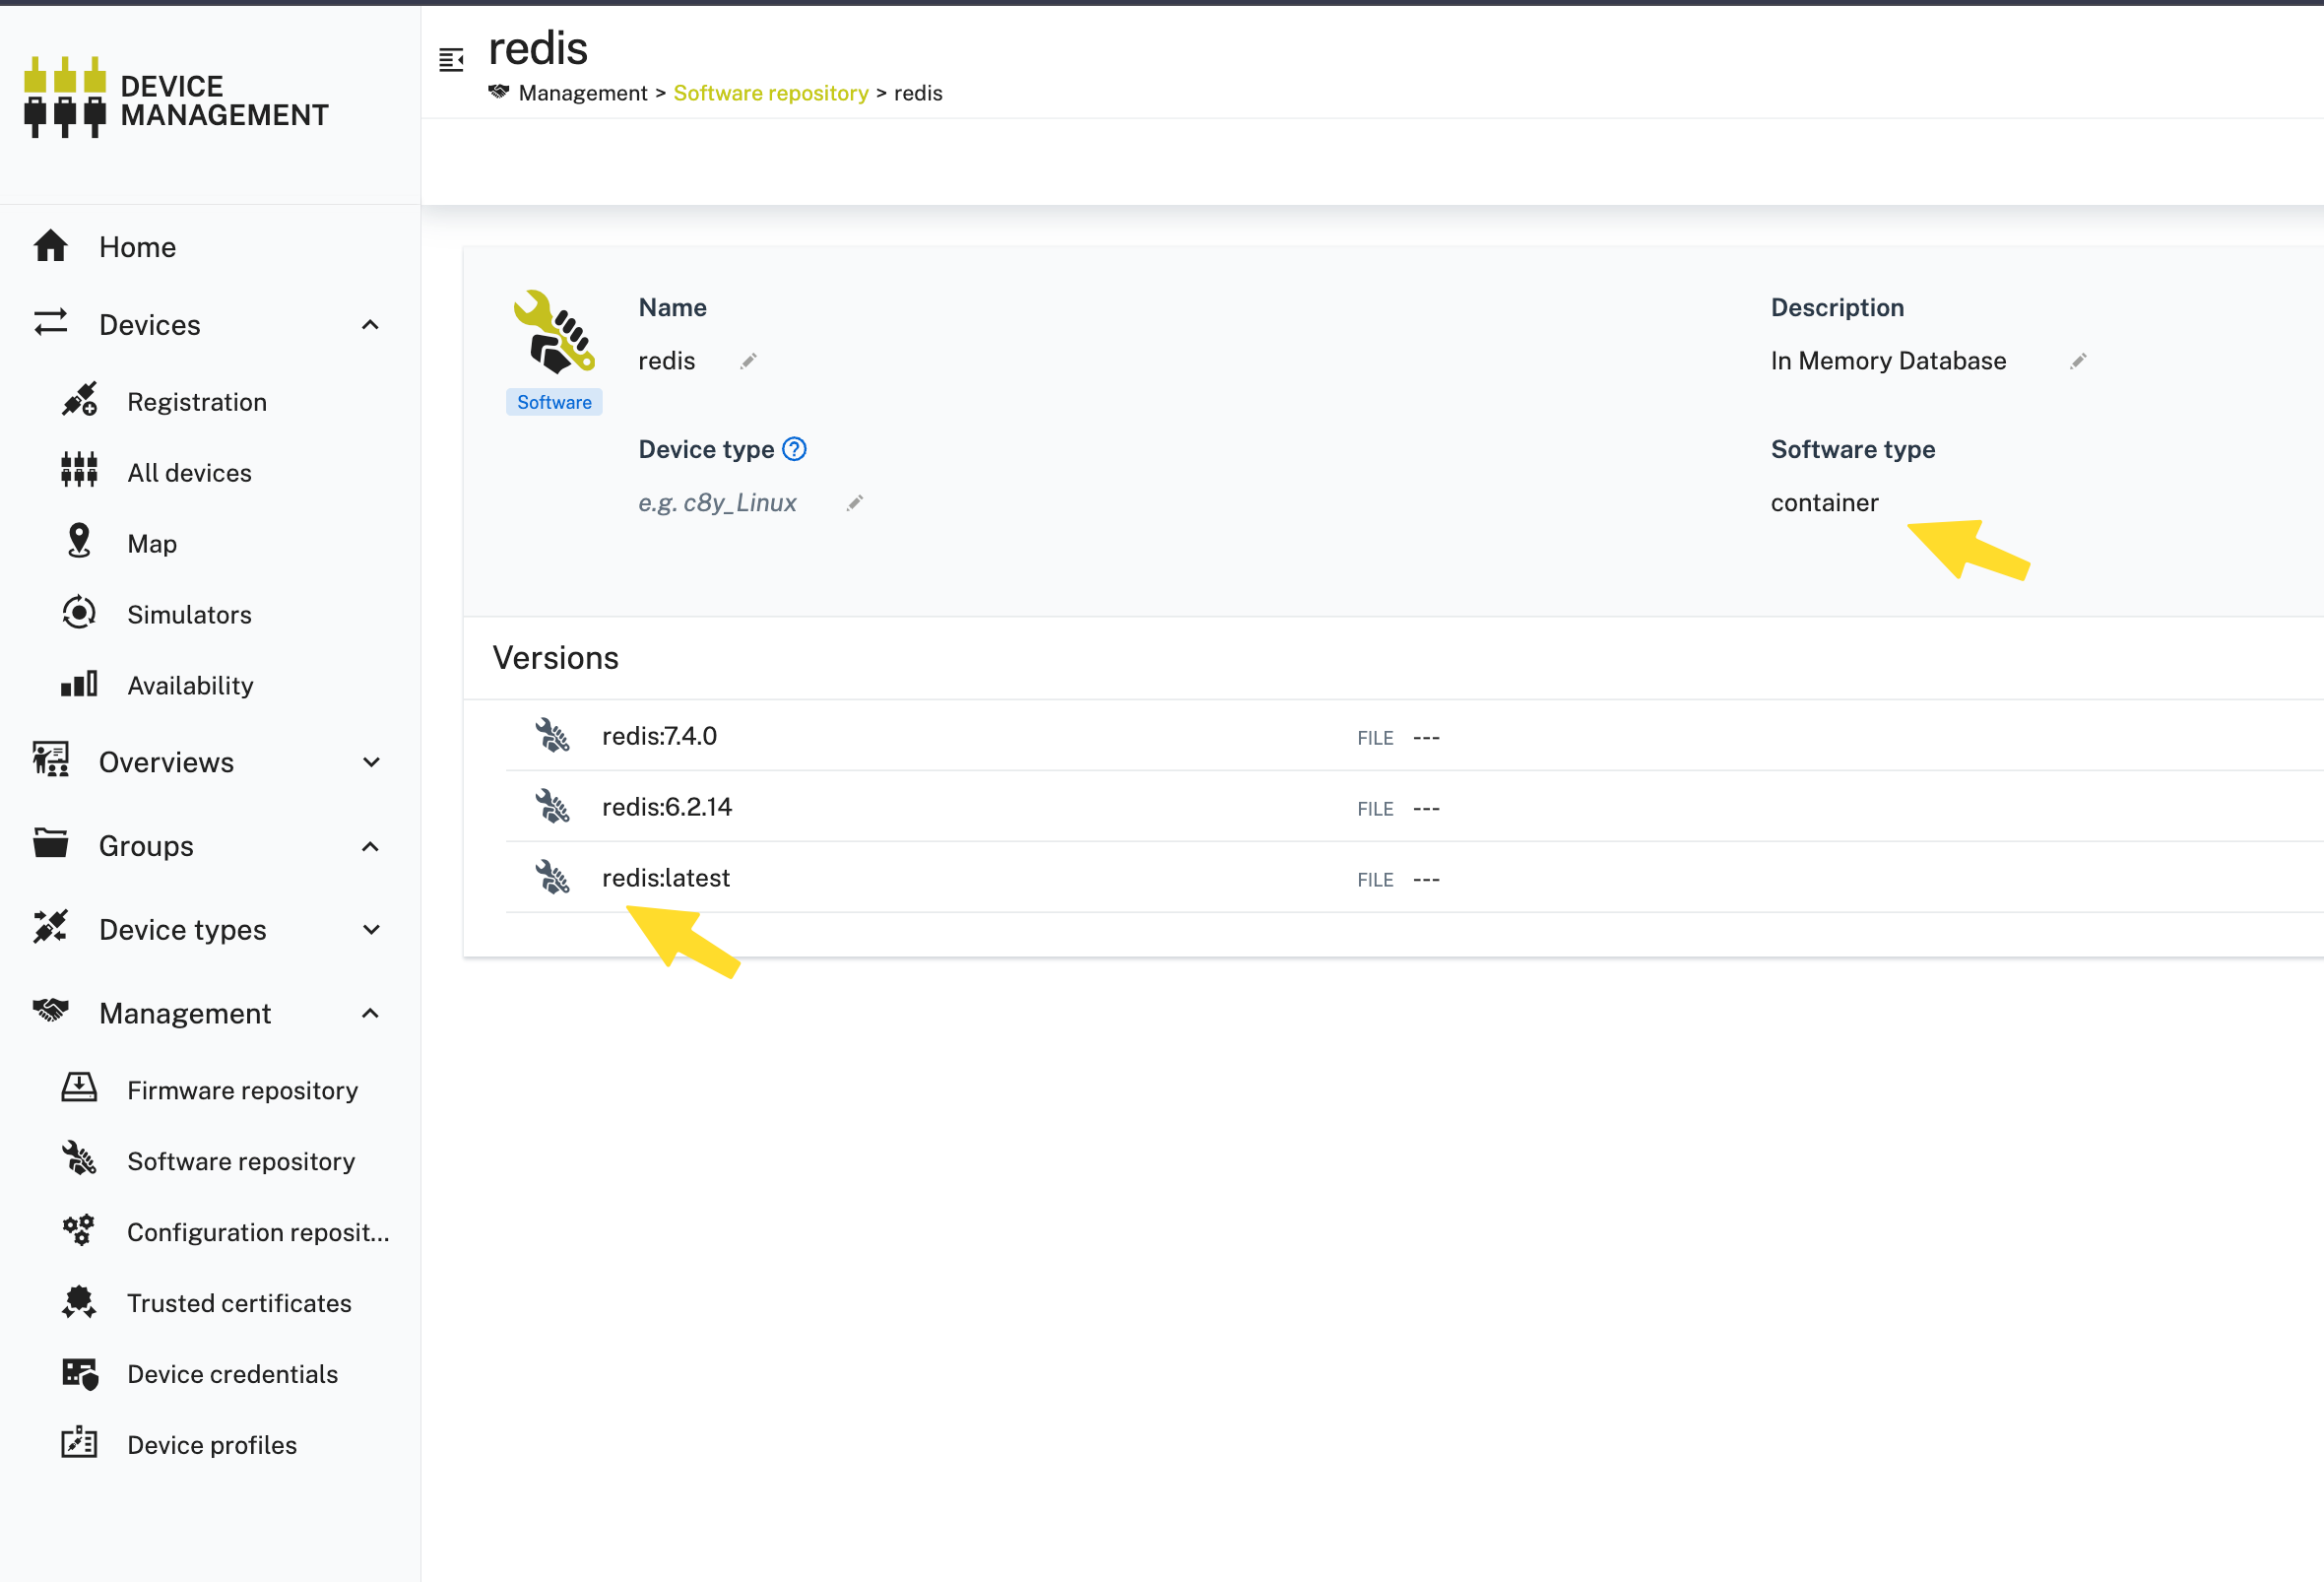 DEVICE
MANAGEMENT
Home
Devices
Registration
All devices
Map
Simulators
Availability
Overviews
Groups
Device types
Management
Firmware repository
Software repository
Configuration reposit...
Trusted certificates
Device credentials
Device profiles
redis
Management > Software repository > redis
Software
Name
redis
Description
In Memory Database
Device type ?
e.g. c8y_Linux
Software type
container
Versions
redis:7.4.0 FILE ---
redis:6.2.14 FILE ---
redis:latest FILE ---